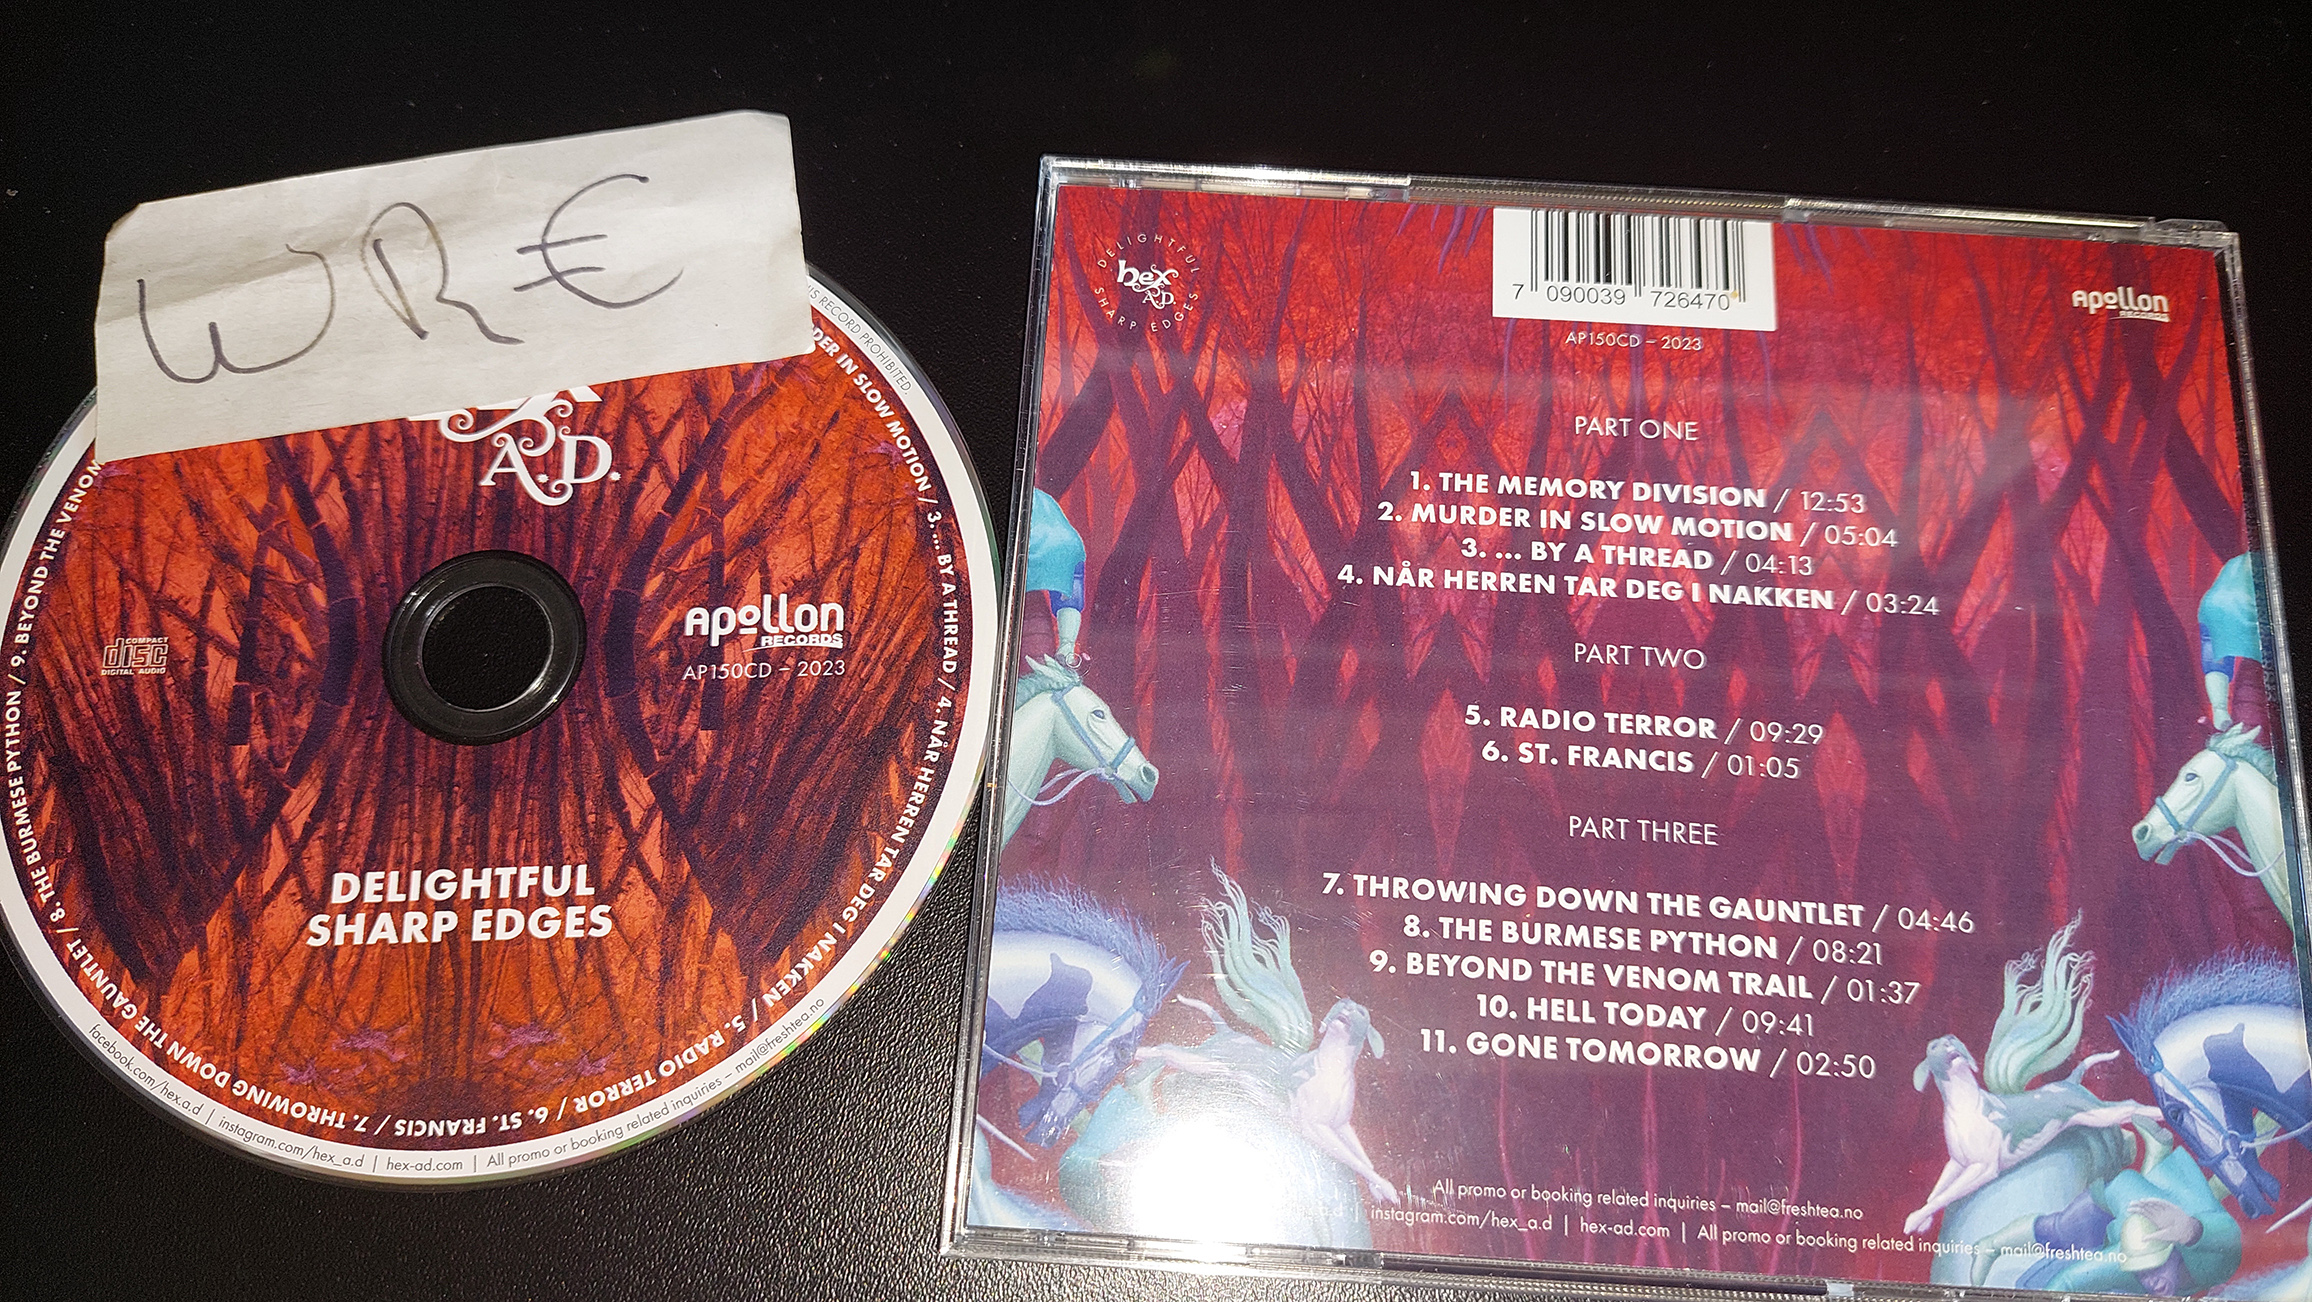 WRE
THIS RECORD PROHIBITED.
A.D.
COMPACT
disc
DIGITAL AUDIO
Apollon
RECORDS
AP150CD – 2023
DELIGHTFUL
SHARP EDGES
MURDER IN SLOW MOTION / 3. ... BY A THREAD / 4. NÅR HERREN TAR DEG I NAKKEN / 5. RADIO TERROR / 6. ST. FRANCIS / 7. THROWING DOWN THE GAUNTLET / 8. THE BURMESE PYTHON / 9. BEYOND THE VENOM
facebook.com/hex.a.d | instagram.com/hex_a.d | hex-ad.com | All promo or booking related inquiries – mail@freshtea.no
DELIGHTFUL
hex
A.D.
SHARP EDGES
7 090039 726470
AP150CD – 2023
Apollon
RECORDS
PART ONE
1. THE MEMORY DIVISION / 12:53
2. MURDER IN SLOW MOTION / 05:04
3. ... BY A THREAD / 04:13
4. NÅR HERREN TAR DEG I NAKKEN / 03:24
PART TWO
5. RADIO TERROR / 09:29
6. ST. FRANCIS / 01:05
PART THREE
7. THROWING DOWN THE GAUNTLET / 04:46
8. THE BURMESE PYTHON / 08:21
9. BEYOND THE VENOM TRAIL / 01:37
10. HELL TODAY / 09:41
11. GONE TOMORROW / 02:50
All promo or booking related inquiries – mail@freshtea.no
| instagram.com/hex_a.d | hex-ad.com | All promo or booking related inquiries – mail@freshtea.no